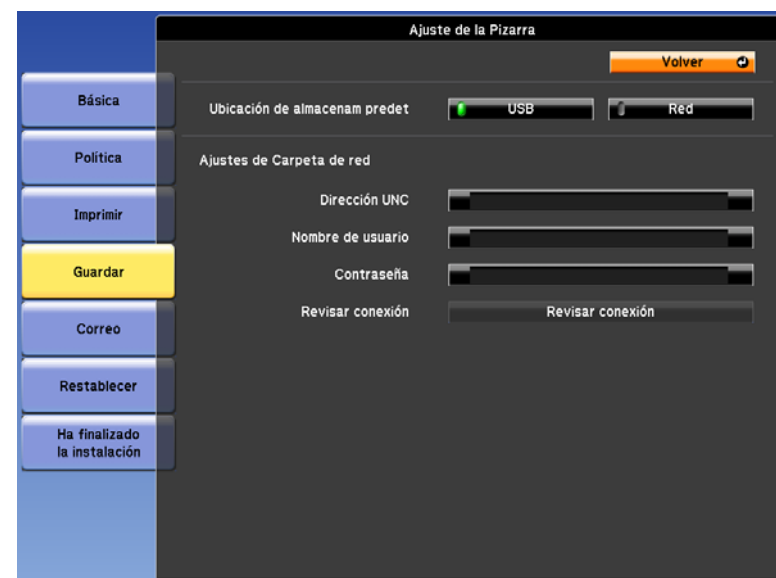 Ajuste de la Pizarra
Volver
Básica
Política
Imprimir
Guardar
Correo
Restablecer
Ha finalizado
la instalación
Ubicación de almacenam predet
USB
Red
Ajustes de Carpeta de red
Dirección UNC
Nombre de usuario
Contraseña
Revisar conexión
Revisar conexión